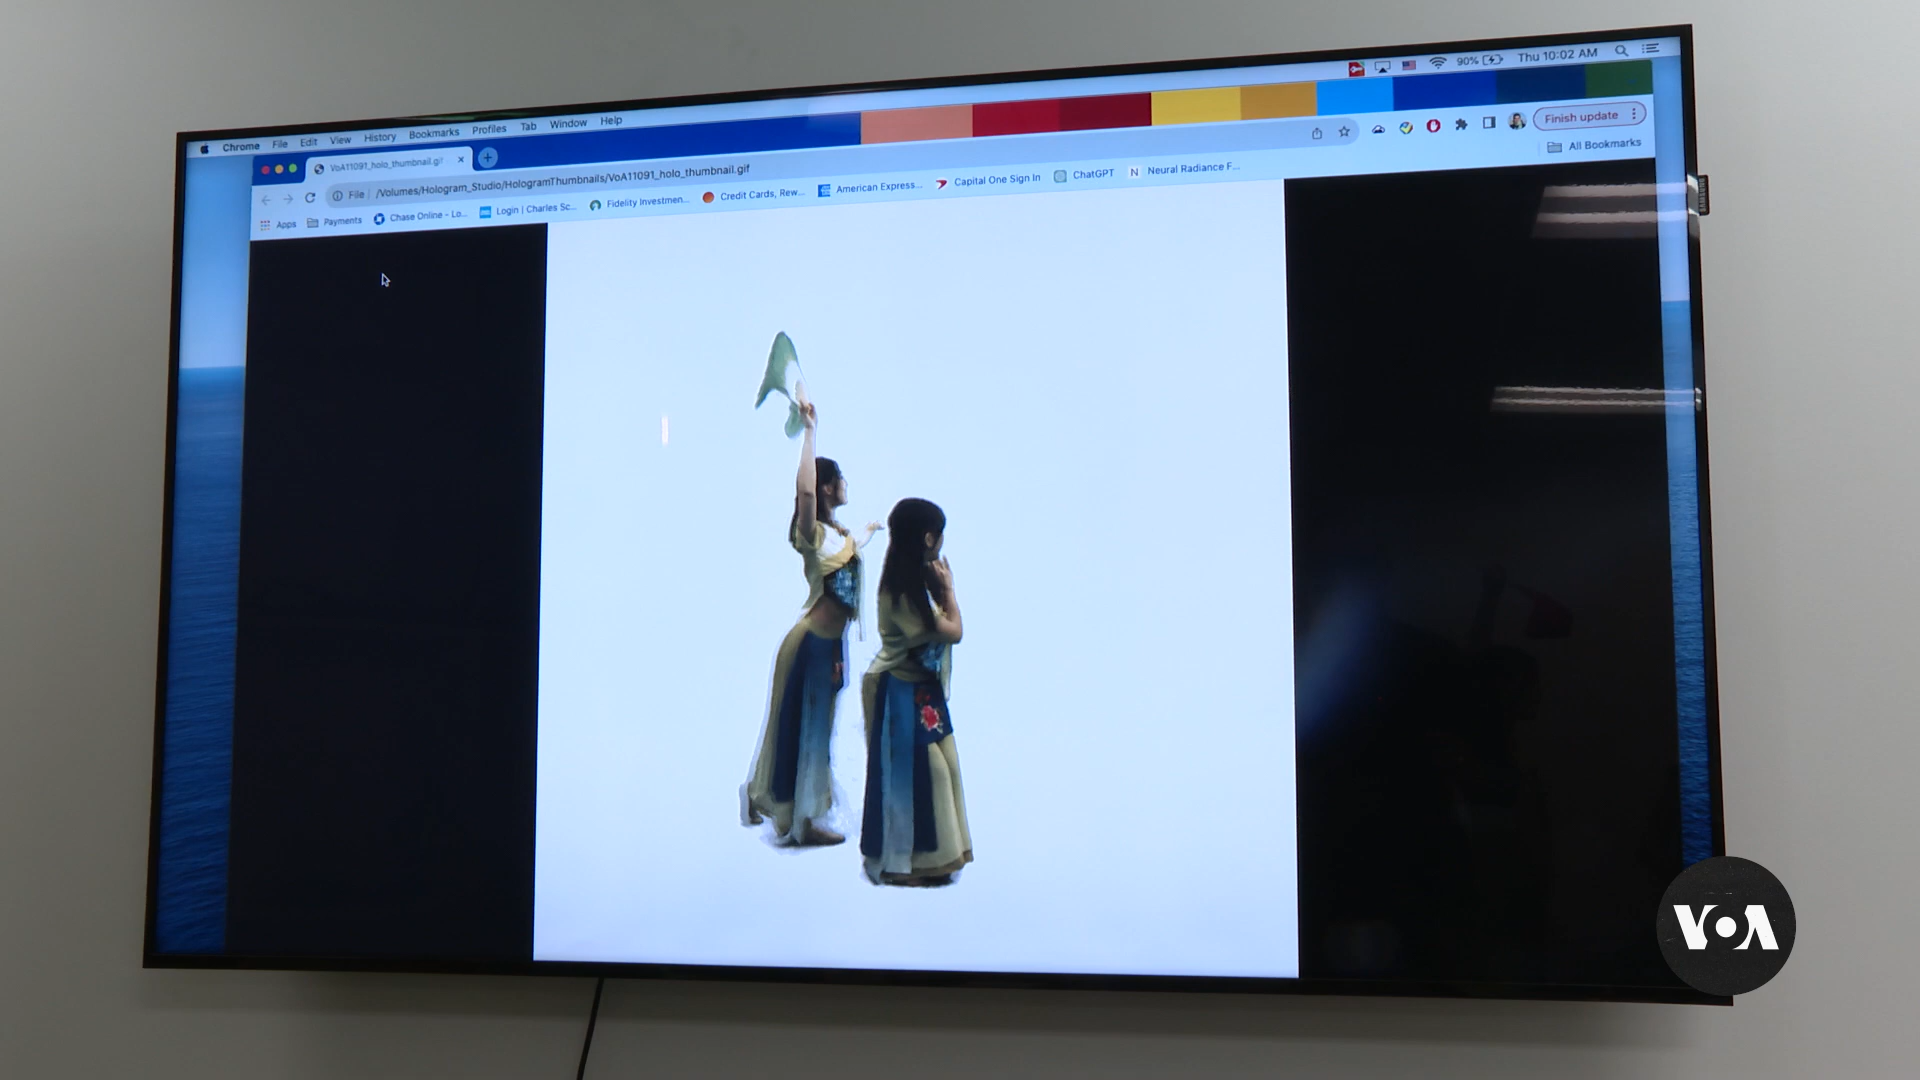 Chrome File Edit View History Bookmarks Profiles Tab Window Help
90% Thu 10:02 AM
VoA11091_holo_thumbnail.gif
File /Volumes/Hologram_Studio/HologramThumbnails/VoA11091_holo_thumbnail.gif
Finish update
Apps Payments Chase Online - Lo... Login | Charles Sc... Fidelity Investmen... Credit Cards, Rew... American Express... Capital One Sign In ChatGPT N Neural Radiance F...
All Bookmarks
SAMSUNG
VOA